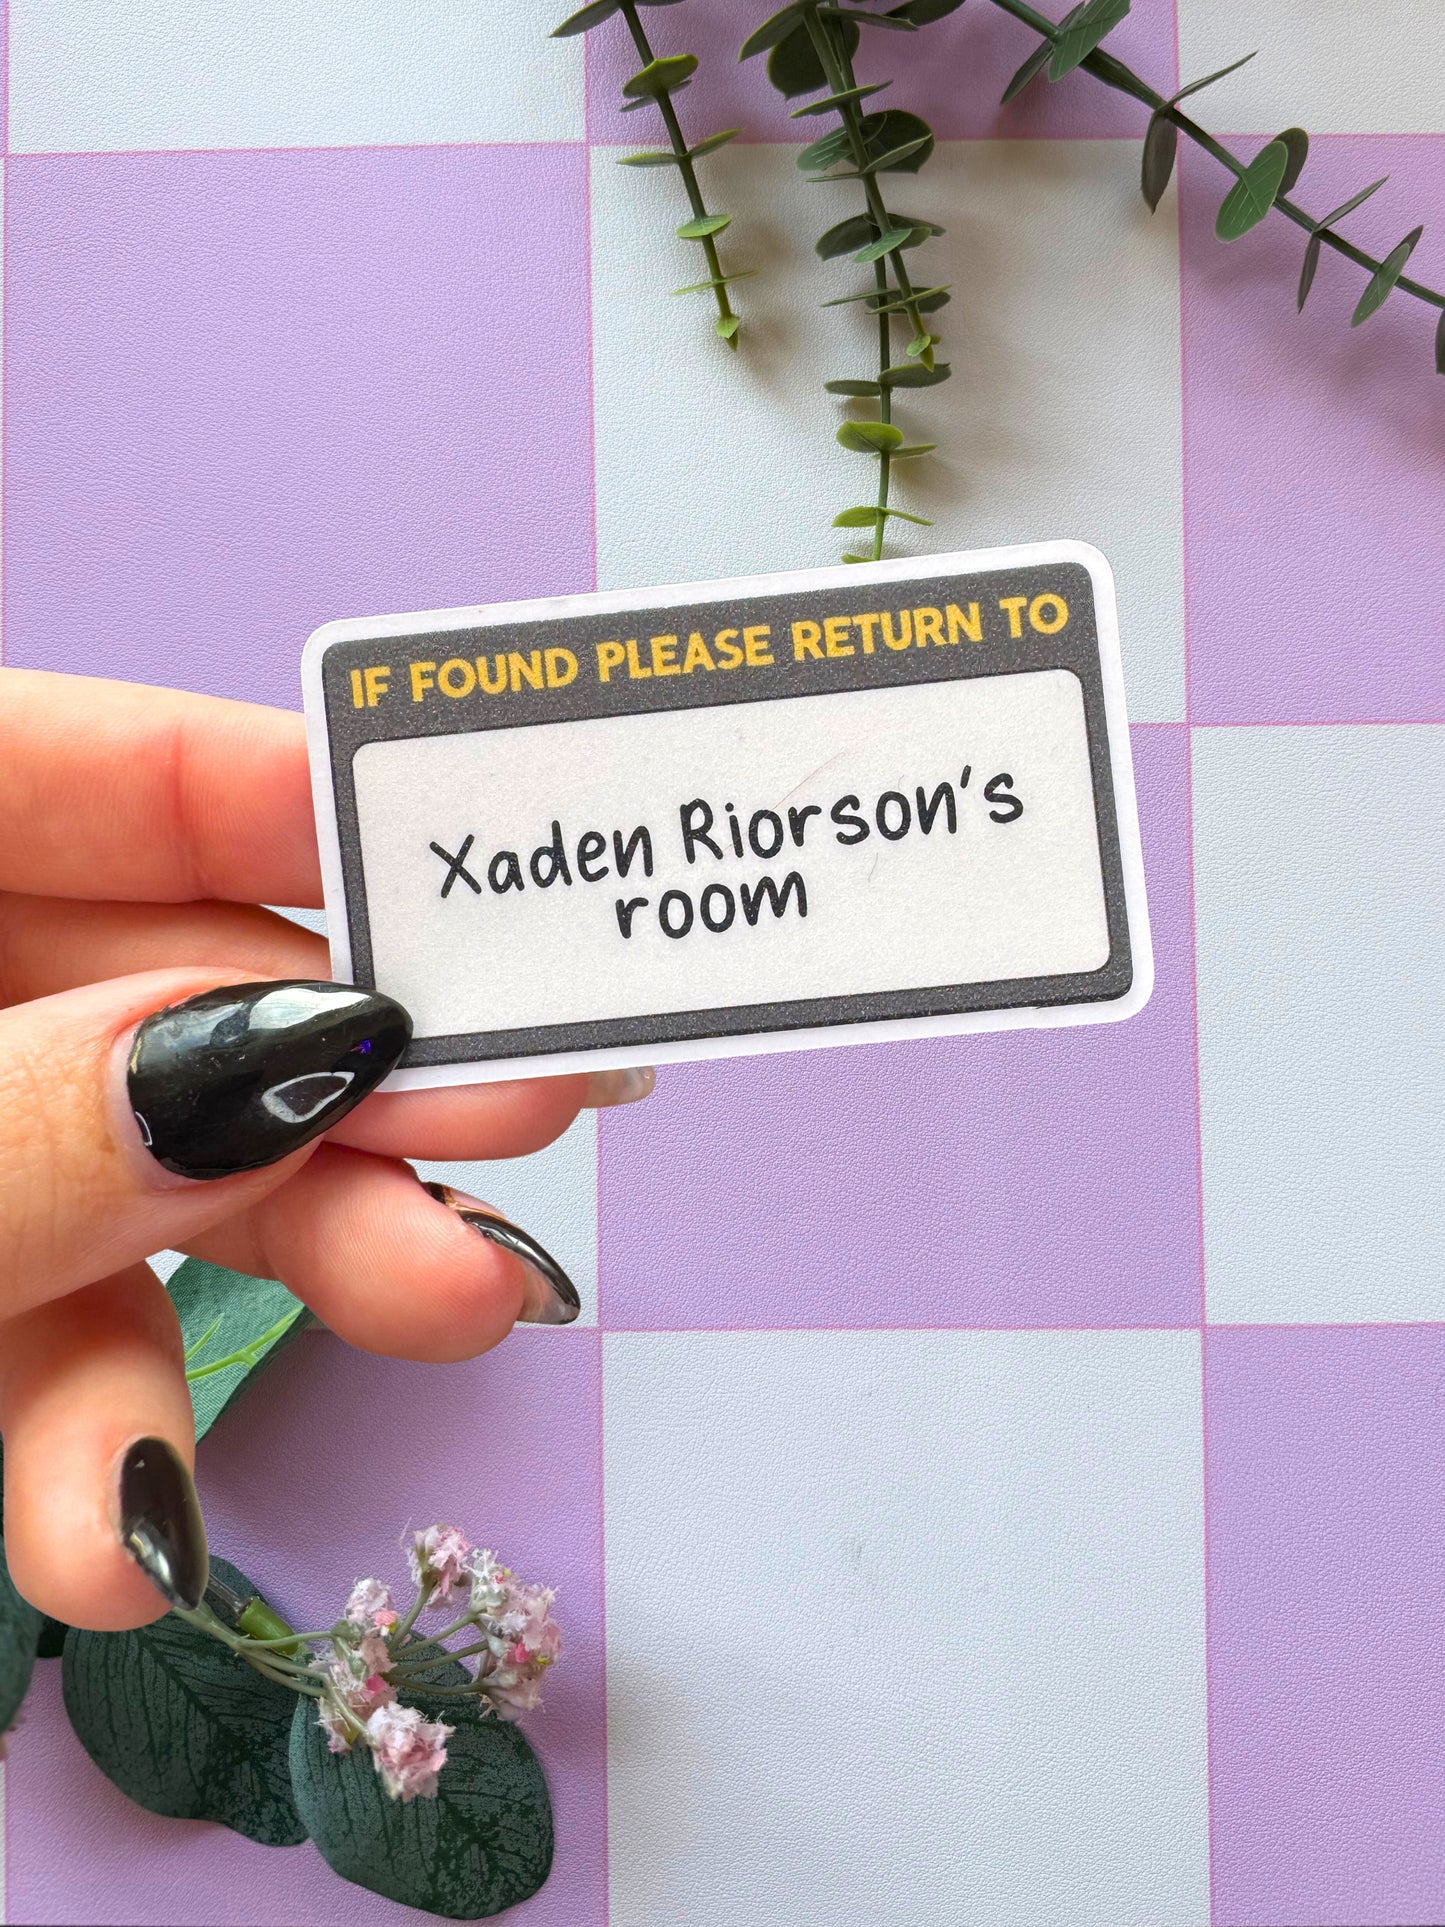 IF FOUND PLEASE RETURN TO
Xaden Riorson's
room